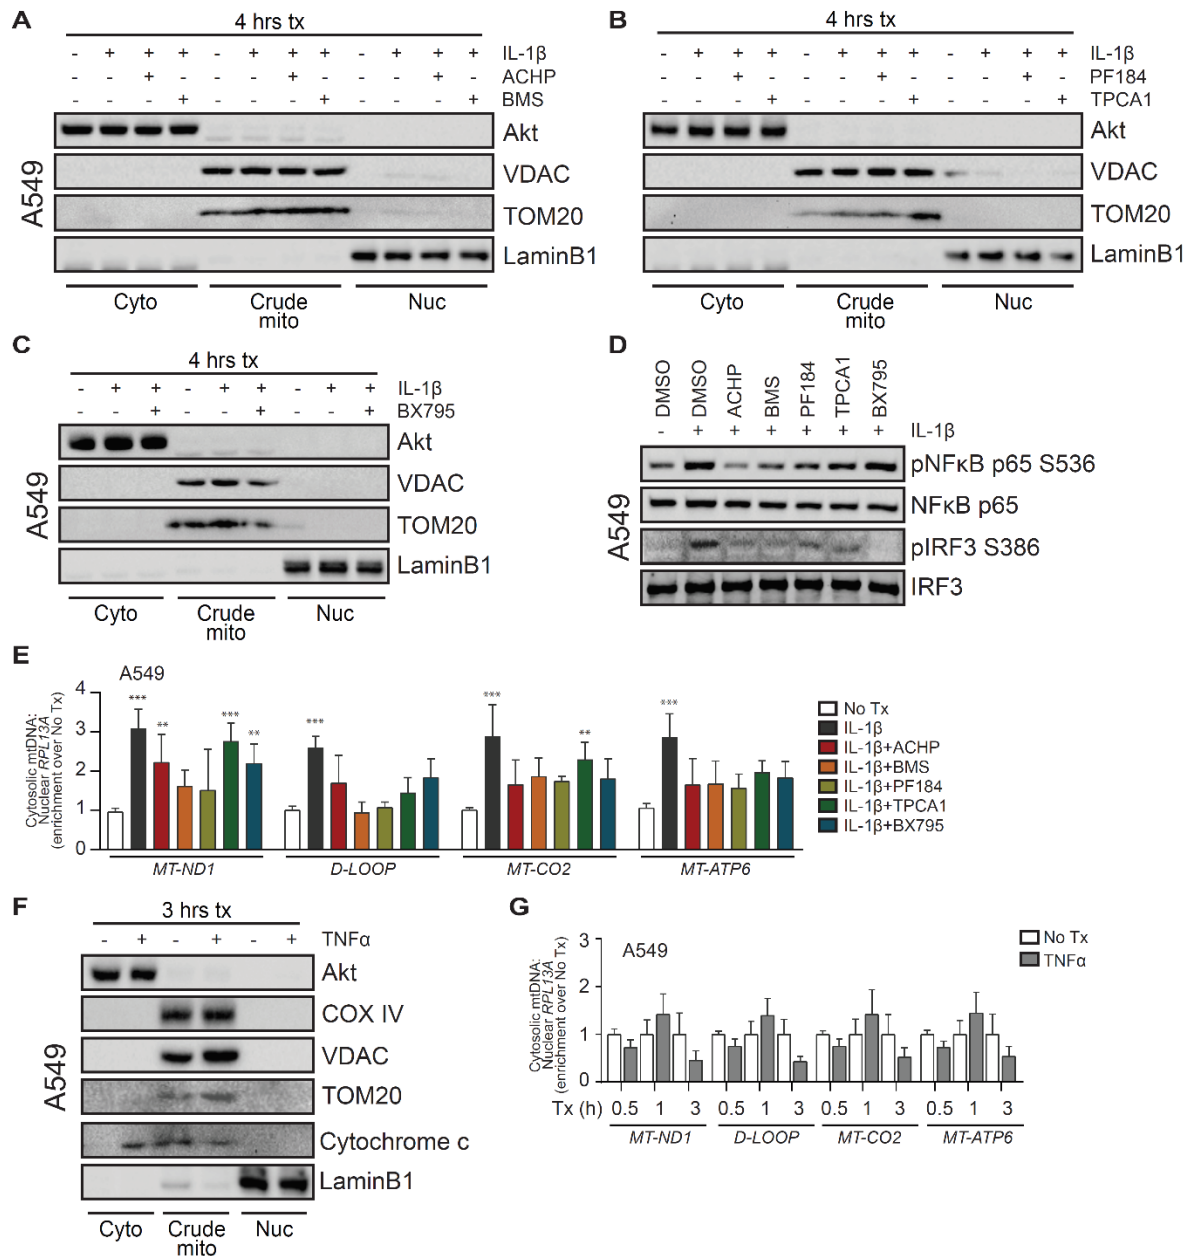 A
4 hrs tx
- + + + - + + + - + + + IL-1β
- - + - - - + - - - + - ACHP
- - - + - - - + - - - + BMS
A549
Akt
VDAC
TOM20
LaminB1
Cyto Crude mito Nuc
B
4 hrs tx
- + + + - + + + - + + + IL-1β
- - + - - - + - - - + - PF184
- - - + - - - + - - - + TPCA1
Akt
VDAC
TOM20
LaminB1
Cyto Crude mito Nuc
C
4 hrs tx
- + + - + + - + + IL-1β
- - + - - + - - + BX795
A549
Akt
VDAC
TOM20
LaminB1
Cyto Crude mito Nuc
D
DMSO DMSO ACHP BMS PF184 TPCA1 BX795
- + + + + + + IL-1β
A549
pNFκB p65 S536
NFκB p65
pIRF3 S386
IRF3
E
A549
Cytosolic mtDNA:
Nuclear RPL13A
(enrichment over No Tx)
4
3
2
1
0
*** ** *** **
***
*** **
***
MT-ND1 D-LOOP MT-CO2 MT-ATP6
No Tx
IL-1β
IL-1β+ACHP
IL-1β+BMS
IL-1β+PF184
IL-1β+TPCA1
IL-1β+BX795
F
3 hrs tx
- + - + - + TNFα
A549
Akt
COX IV
VDAC
TOM20
Cytochrome c
LaminB1
Cyto Crude mito Nuc
G
A549
Cytosolic mtDNA:
Nuclear RPL13A
(enrichment over No Tx)
3
2
1
0
No Tx
TNFα
Tx (h) 0.5 1 3 0.5 1 3 0.5 1 3 0.5 1 3
MT-ND1 D-LOOP MT-CO2 MT-ATP6